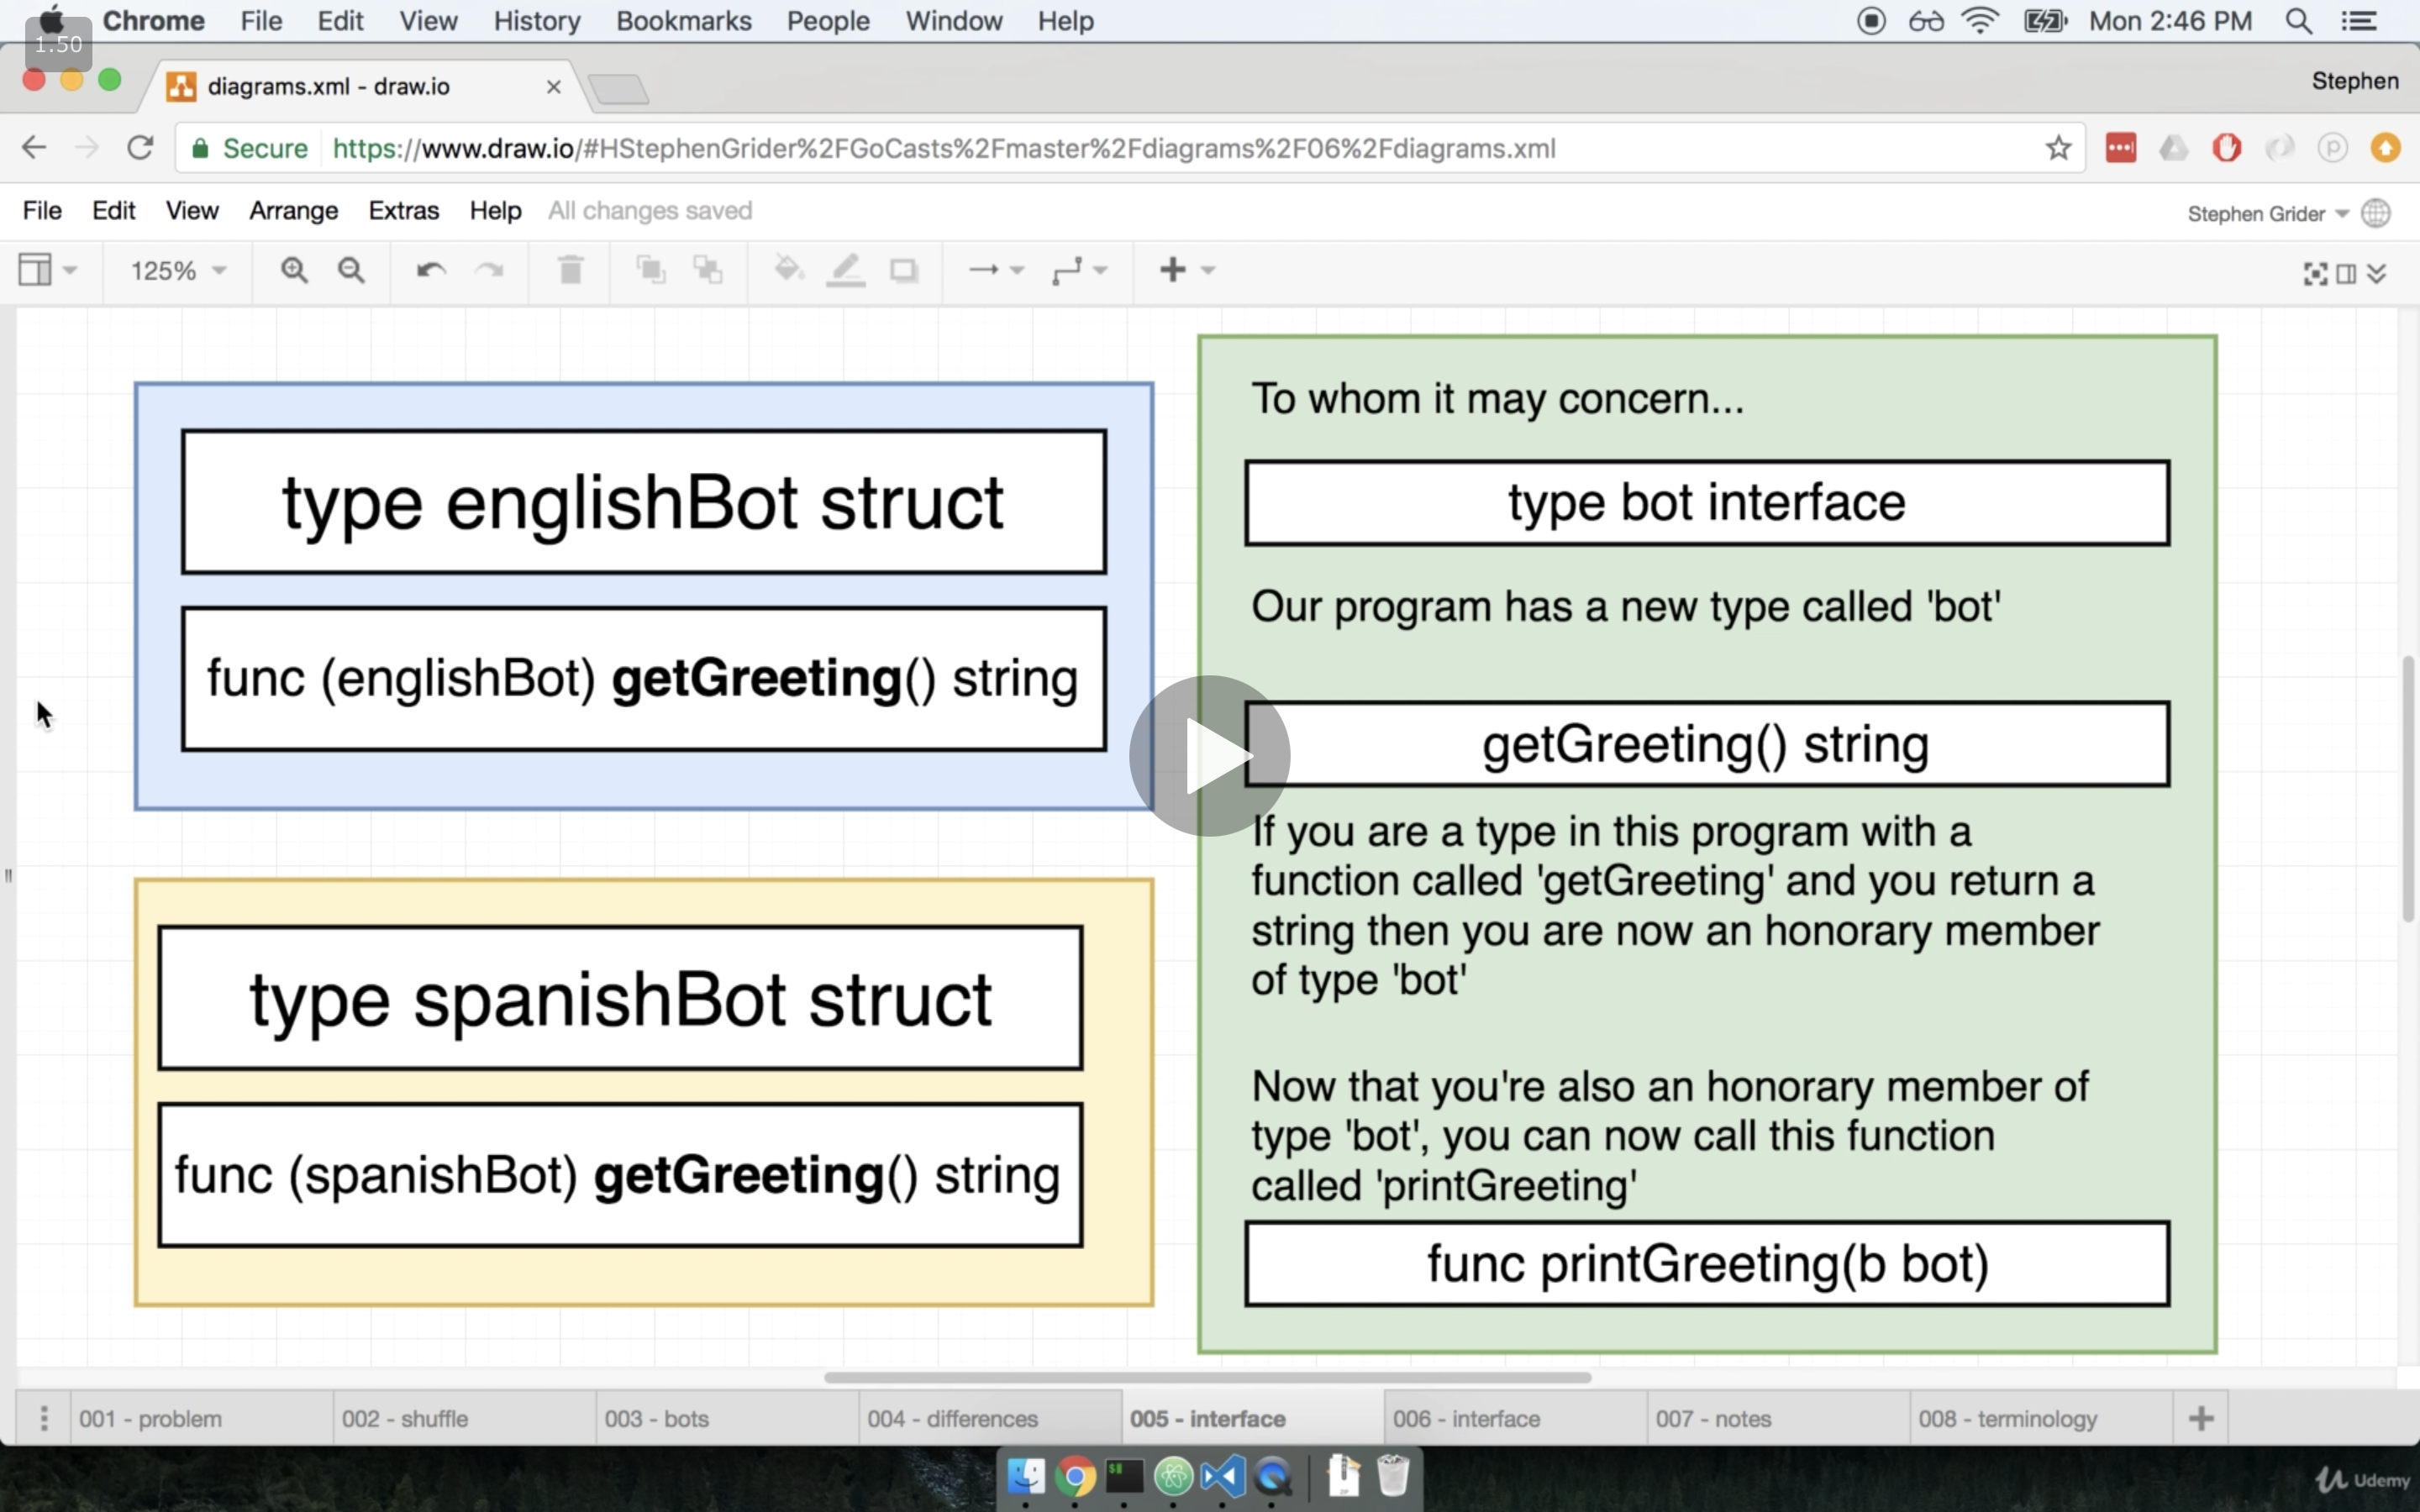 Chrome File Edit View History Bookmarks People Window Help Mon 2:46 PM
1.50
diagrams.xml - draw.io Stephen
Secure https://www.draw.io/#HStephenGrider%2FGoCasts%2Fmaster%2Fdiagrams%2F06%2Fdiagrams.xml
File Edit View Arrange Extras Help All changes saved Stephen Grider
125%
type englishBot struct
func (englishBot) getGreeting() string
type spanishBot struct
func (spanishBot) getGreeting() string
To whom it may concern...
type bot interface
Our program has a new type called 'bot'
getGreeting() string
If you are a type in this program with a
function called 'getGreeting' and you return a
string then you are now an honorary member
of type 'bot'
Now that you're also an honorary member of
type 'bot', you can now call this function
called 'printGreeting'
func printGreeting(b bot)
001 - problem 002 - shuffle 003 - bots 004 - differences 005 - interface 006 - interface 007 - notes 008 - terminology
Udemy